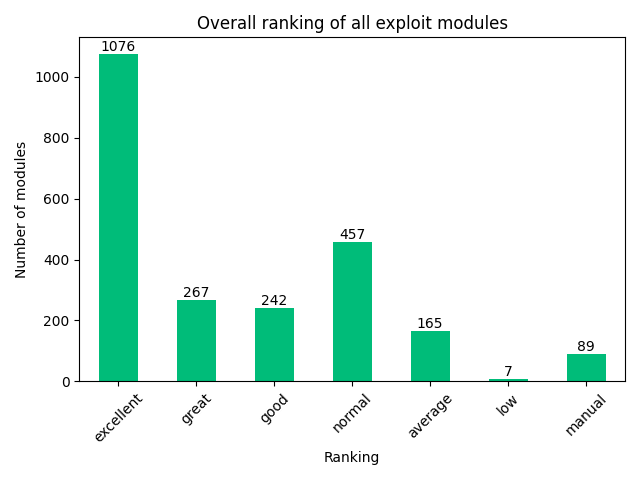 Overall ranking of all exploit modules
Number of modules
1000
800
600
400
200
0
1076
267
242
457
165
7
89
excellent
great
good
normal
average
low
manual
Ranking